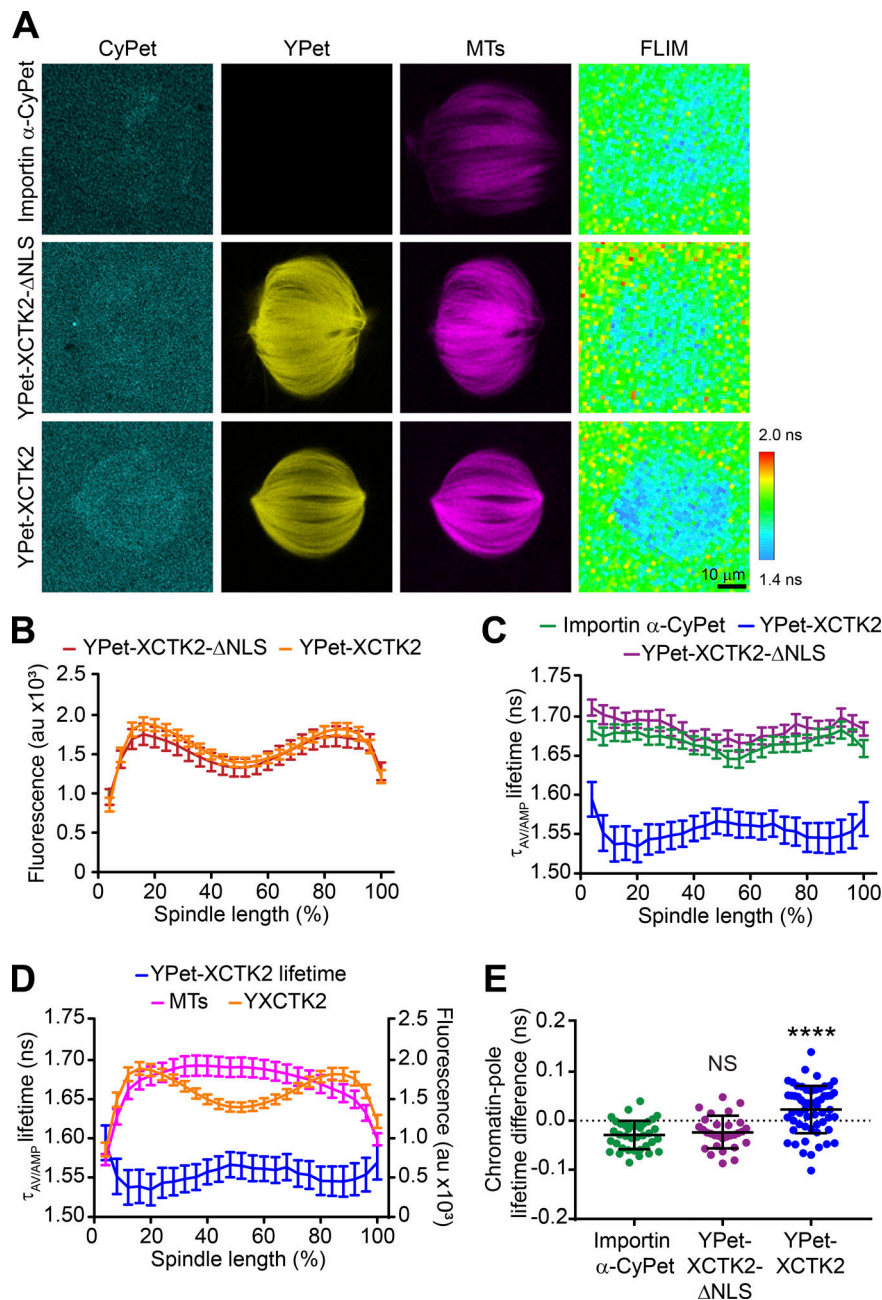 A
CyPet YPet MTs FLIM
Importin α-CyPet
YPet-XCTK2-ΔNLS
YPet-XCTK2
2.0 ns
1.4 ns
10 μm
B
YPet-XCTK2-ΔNLS YPet-XCTK2
Fluorescence (au x10³)
2.5
2.0
1.5
1.0
0.5
0
0 20 40 60 80 100
Spindle length (%)
C
Importin α-CyPet YPet-XCTK2
YPet-XCTK2-ΔNLS
τAV/AMP lifetime (ns)
1.75
1.70
1.65
1.60
1.55
1.50
0 20 40 60 80 100
Spindle length (%)
D
YPet-XCTK2 lifetime
MTs YXCTK2
τAV/AMP lifetime (ns)
1.75
1.70
1.65
1.60
1.55
1.50
2.5
2.0
1.5
1.0
0.5
0
Fluorescence (au x10³)
0 20 40 60 80 100
Spindle length (%)
E
Chromatin-pole
lifetime difference (ns)
0.2
0.1
0.0
-0.1
-0.2
NS
****
Importin
α-CyPet
YPet-
XCTK2-
ΔNLS
YPet-
XCTK2